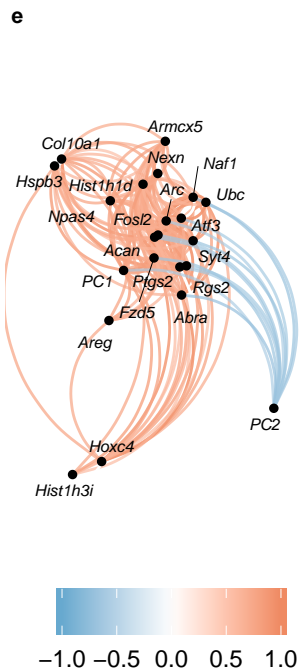 e
Armcx5
Col10a1
Nexn
Naf1
Hspb3
Hist1h1d
Arc
Ubc
Npas4
Fosl2
Atf3
Acan
Syt4
PC1
Ptgs2
Rgs2
Fzd5
Abra
Areg
PC2
Hoxc4
Hist1h3i
−1.0 −0.5 0.0 0.5 1.0